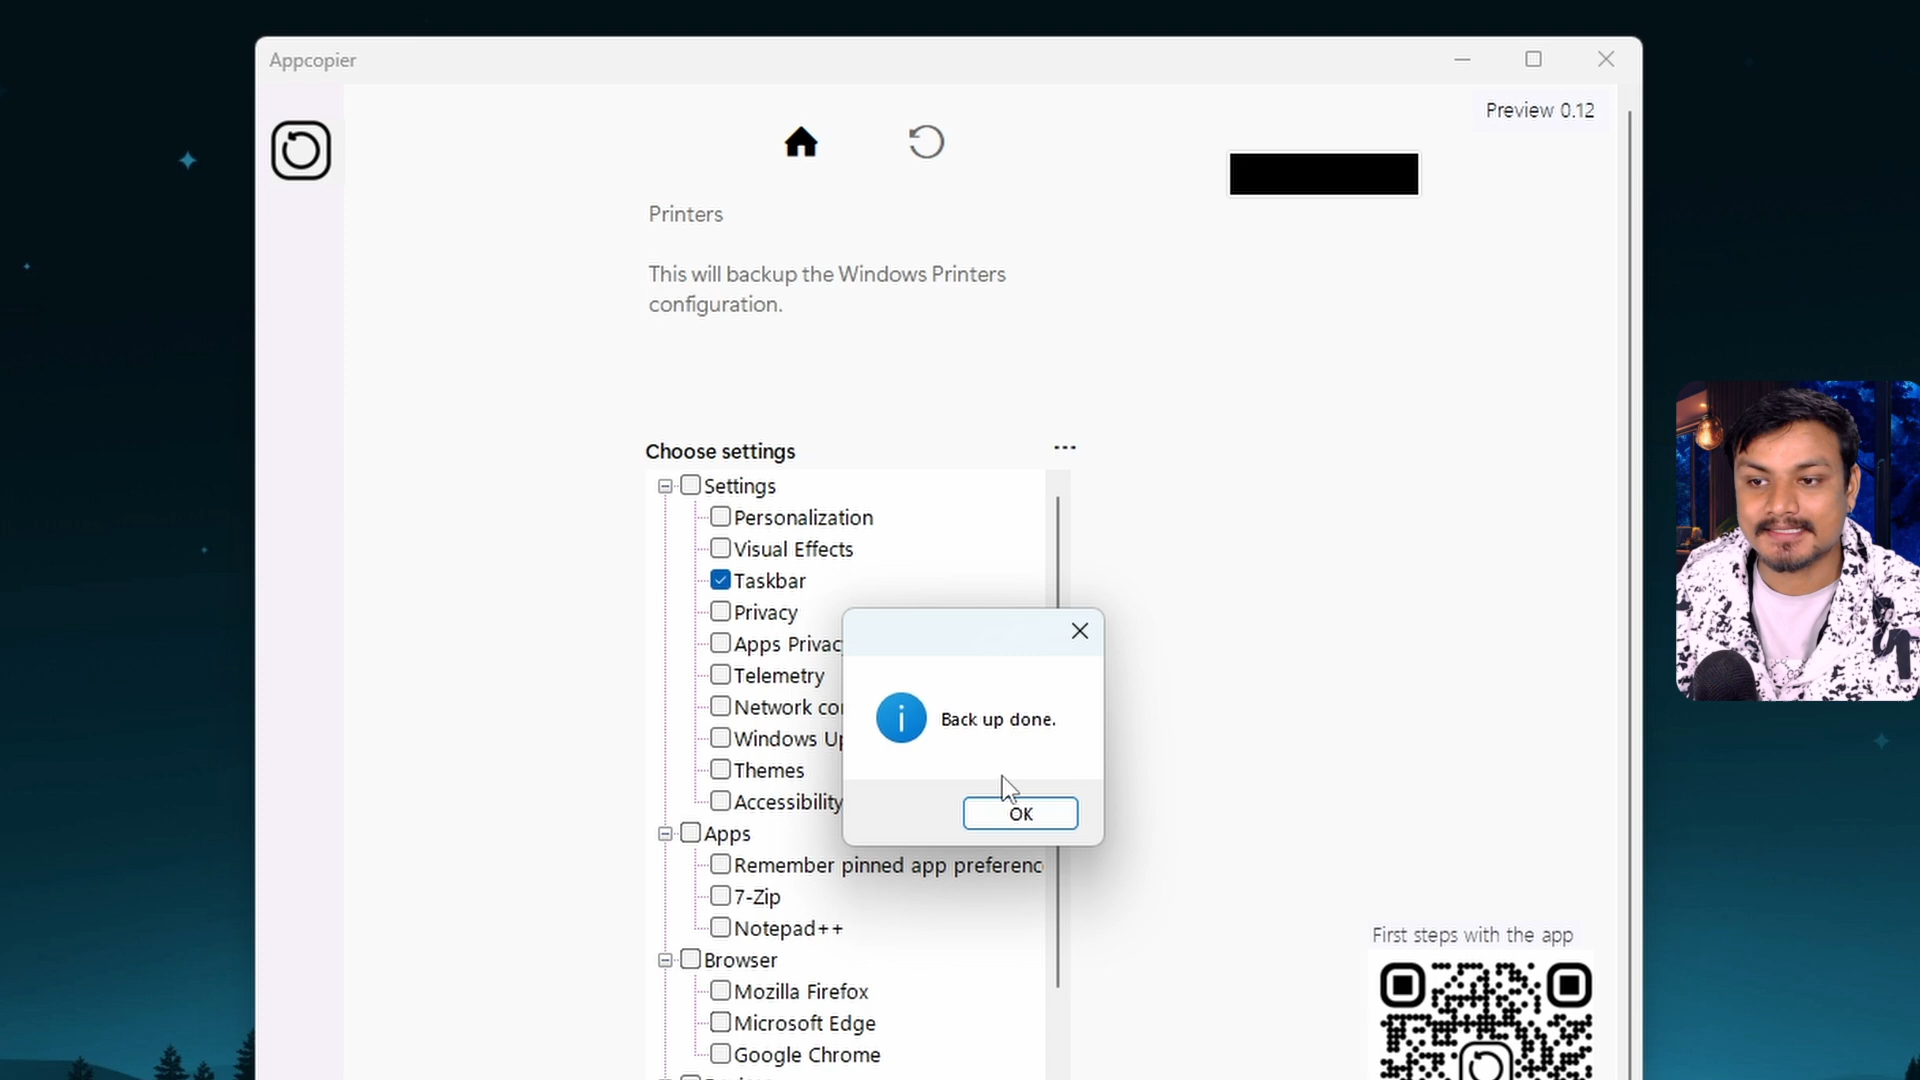 Appcopier
Preview 0.12
Printers
This will backup the Windows Printers
configuration.
Choose settings
Settings
Personalization
Visual Effects
Taskbar
Privacy
Apps Privac
Telemetry
Network co
Windows Up
Themes
Accessibility
Back up done.
OK
Apps
Remember pinned app preferenc
7-Zip
Notepad++
Browser
Mozilla Firefox
Microsoft Edge
Google Chrome
First steps with the app